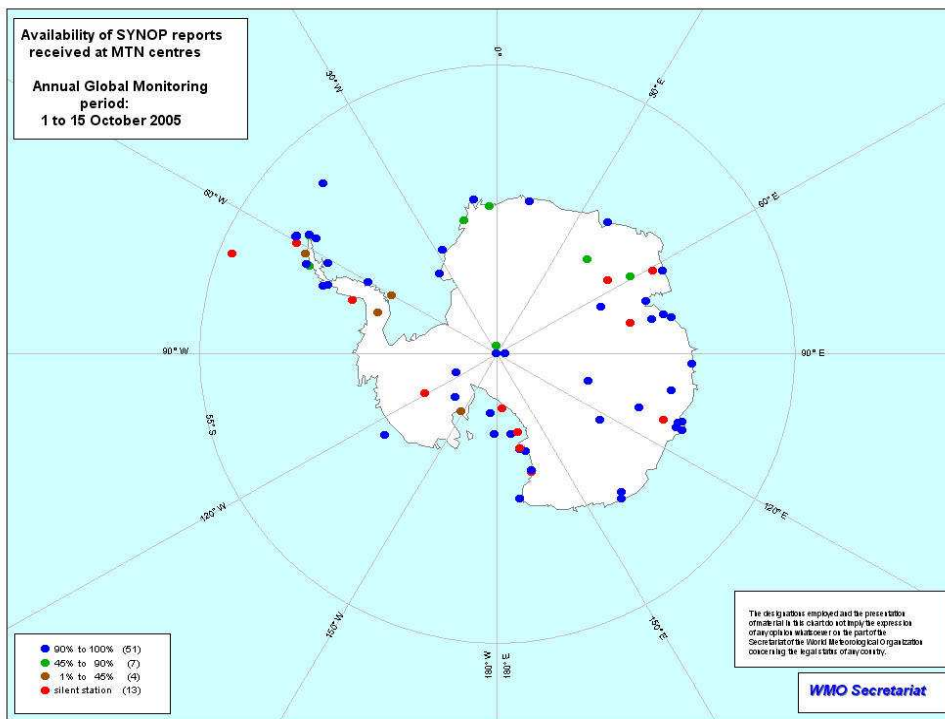 Availability of SYNOP reports
received at MTN centres
Annual Global Monitoring
period:
1 to 15 October 2005
0°
30° W
30° E
60° W
60° E
90° W
90° E
55° S
120° W
120° E
150° W
150° E
180° W
180° E
90% to 100% (51)
45% to 90% (7)
1% to 45% (4)
silent station (13)
The designations employed and the presentation
of material in this chart do not imply the expression
of any opinion whatsoever on the part of the
Secretariat of the World Meteorological Organization
concerning the legal status of any country.
WMO Secretariat